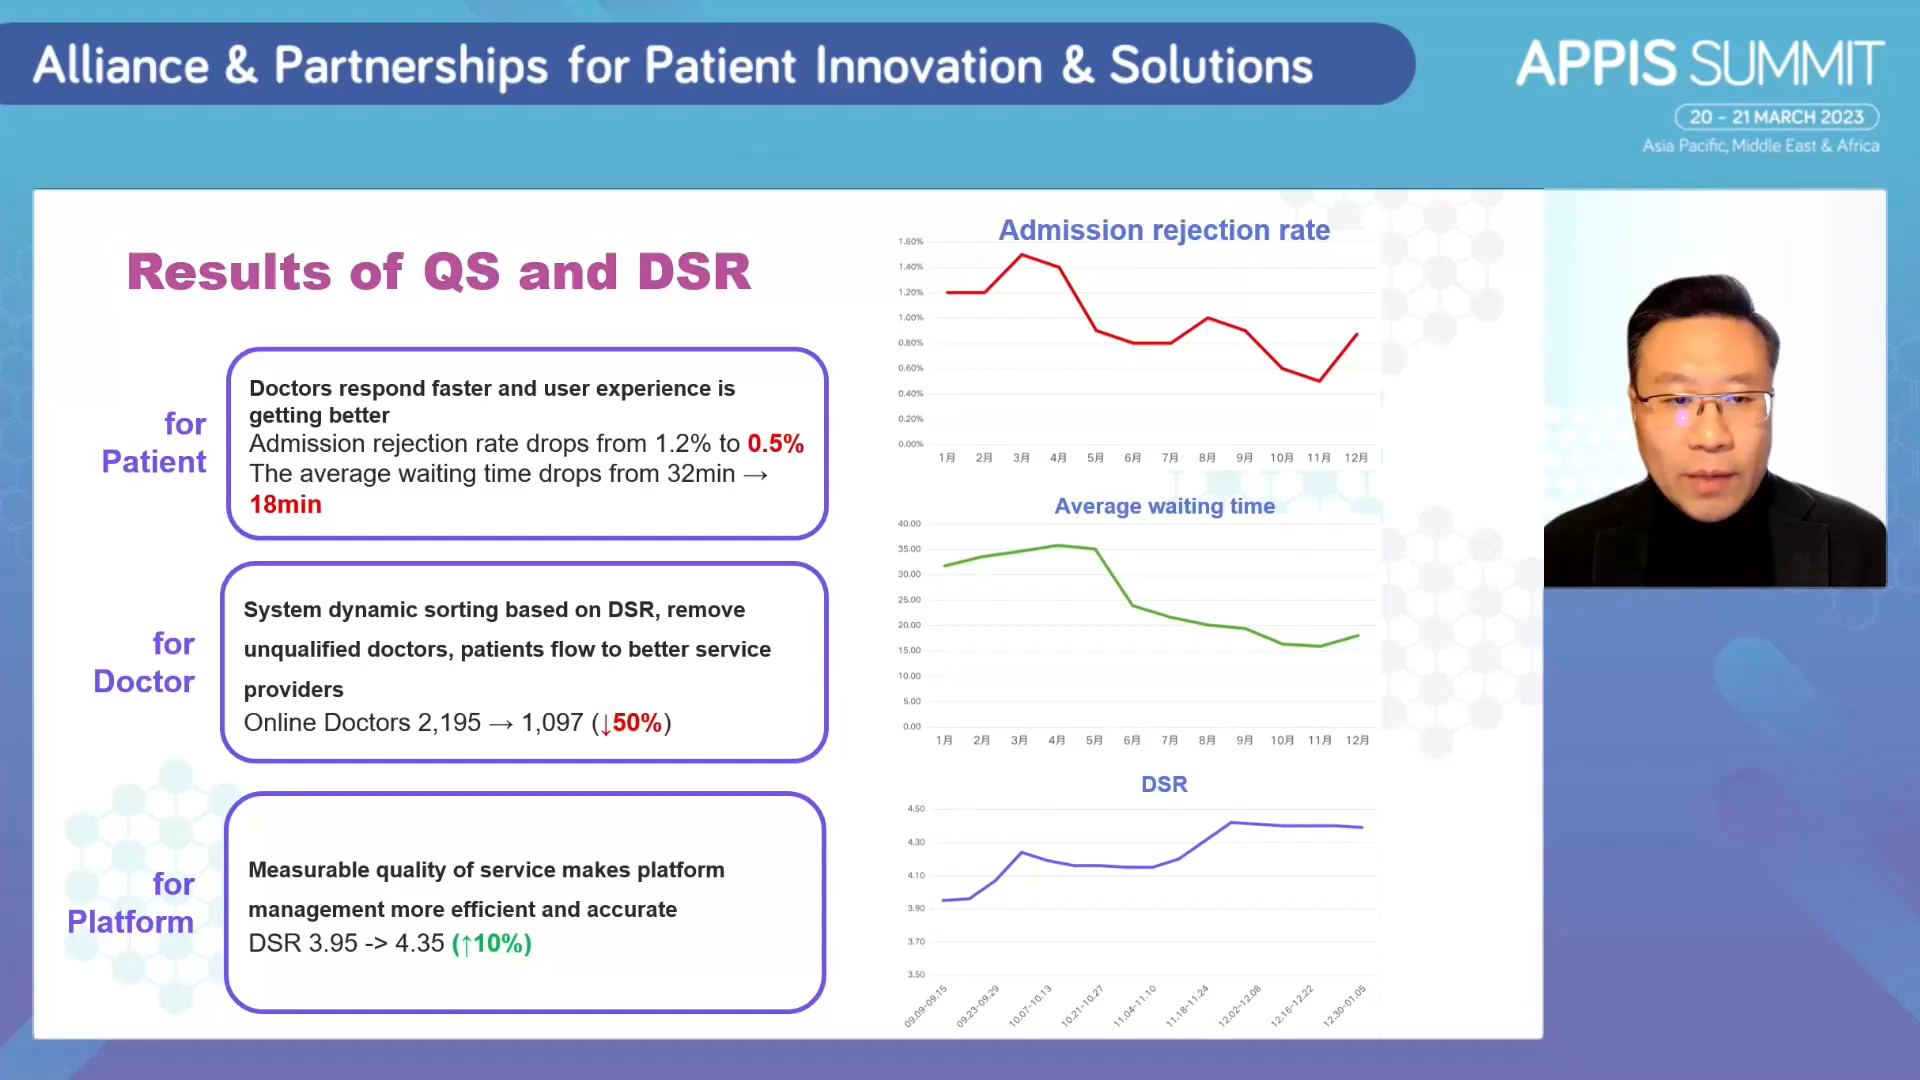 Alliance & Partnerships for Patient Innovation & Solutions
APPIS SUMMIT
20 - 21 MARCH 2023
Asia Pacific, Middle East & Africa
Results of QS and DSR
for
Patient
Doctors respond faster and user experience is
getting better
Admission rejection rate drops from 1.2% to 0.5%
The average waiting time drops from 32min →
18min
for
Doctor
System dynamic sorting based on DSR, remove
unqualified doctors, patients flow to better service
providers
Online Doctors 2,195 → 1,097 (↓50%)
for
Platform
Measurable quality of service makes platform
management more efficient and accurate
DSR 3.95 -> 4.35 (↑10%)
Admission rejection rate
1.60%
1.40%
1.20%
1.00%
0.80%
0.60%
0.40%
0.20%
0.00%
1月 2月 3月 4月 5月 6月 7月 8月 9月 10月 11月 12月
Average waiting time
40.00
35.00
30.00
25.00
20.00
15.00
10.00
5.00
0.00
1月 2月 3月 4月 5月 6月 7月 8月 9月 10月 11月 12月
DSR
4.50
4.30
4.10
3.90
3.70
3.50
09.09-09.15 09.23-09.29 10.07-10.13 10.21-10.27 11.04-11.10 11.18-11.24 12.02-12.08 12.16-12.22 12.30-01.05